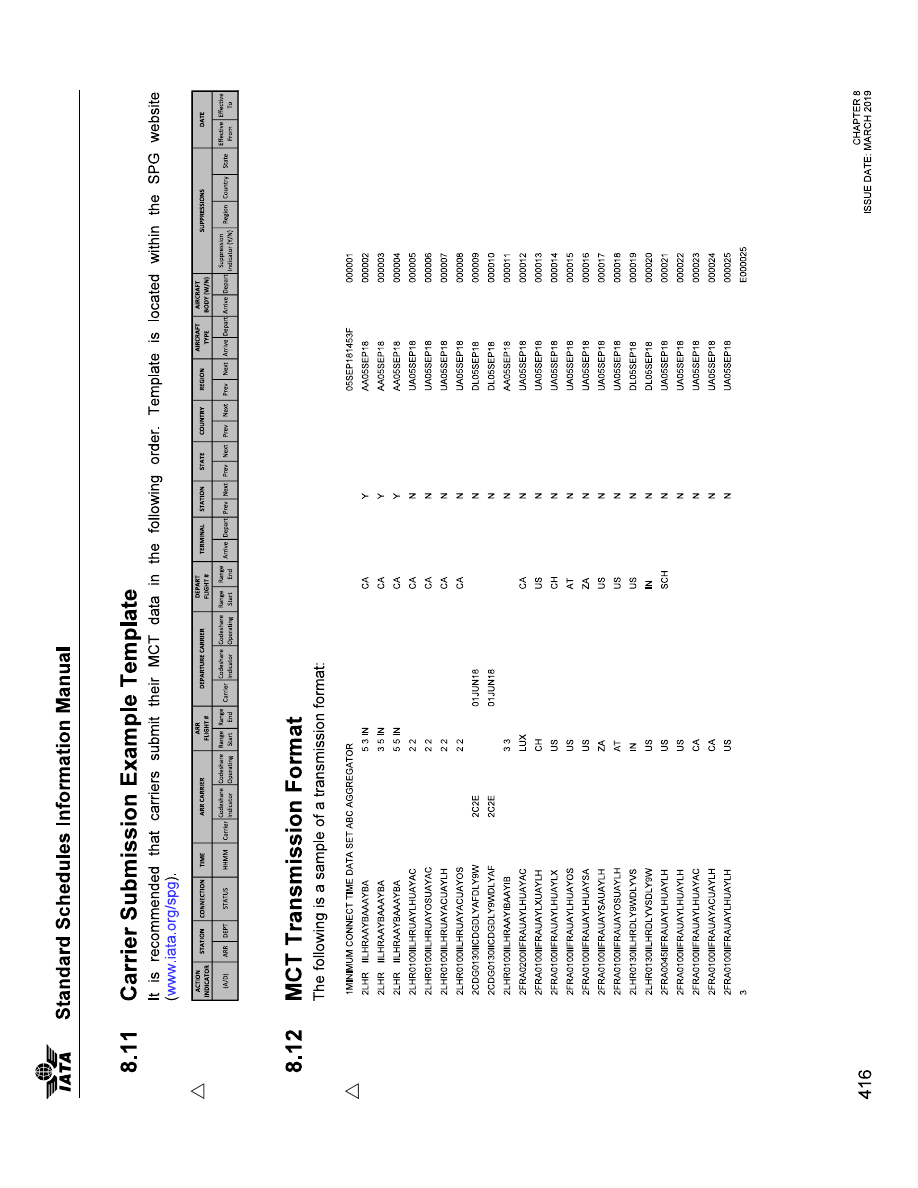 IATA Standard Schedules Information Manual
8.11 Carrier Submission Example Template
It is recommended that carriers submit their MCT data in the following order. Template is located within the SPG website
(www.iata.org/spg).
△
ACTION INDICATOR STATION CONNECTION TIME ARR CARRIER ARR FLIGHT # DEPARTURE CARRIER DEPART FLIGHT # TERMINAL STATION STATE COUNTRY REGION AIRCRAFT TYPE AIRCRAFT BODY (W/N) SUPPRESSIONS DATE
(A/D) ARR DEPT STATUS HHMM Carrier Codeshare Indicator Codeshare Operating Range Start Range End Carrier Codeshare Indicator Codeshare Operating Range Start Range End Arrive Depart Prev Next Prev Next Prev Next Prev Next Arrive Depart Arrive Depart Suppression Indicator (Y/N) Region Country State Effective From Effective To
8.12 MCT Transmission Format
The following is a sample of a transmission format:
△ 1MINIMUM CONNECT TIME DATA SET ABC AGGREGATOR 05SEP181453F 000001
2LHR IILHRAAYBAAAYBA 5 3 IN CA Y AA05SEP18 000002
2LHR IILHRAAYBAAAYBA 3 5 IN CA Y AA05SEP18 000003
2LHR IILHRAAYBAAAYBA 5 5 IN CA Y AA05SEP18 000004
2LHR0100IILHRUAYLHUAYAC 2 2 CA N UA05SEP18 000005
2LHR0100IILHRUAYOSUAYAC 2 2 CA N UA05SEP18 000006
2LHR0100IILHRUAYACUAYLH 2 2 CA N UA05SEP18 000007
2LHR0100IILHRUAYACUAYOS 2 2 CA N UA05SEP18 000008
2CDG0130IICDGDLYAFDLY9W 2C2E 01JUN18 N DL05SEP18 000009
2CDG0130IICDGDLY9WDLYAF 2C2E 01JUN18 N DL05SEP18 000010
2LHR0100IILHRAAYIBAAYIB 3 3 N AA05SEP18 000011
2FRA0200IIFRAUAYLHUAYAC LUX CA N UA05SEP18 000012
2FRA0100IIFRAUAYLXUAYLH CH US N UA05SEP18 000013
2FRA0100IIFRAUAYLHUAYLX US CH N UA05SEP18 000014
2FRA0100IIFRAUAYLHUAYOS US AT N UA05SEP18 000015
2FRA0100IIFRAUAYLHUAYSA US ZA N UA05SEP18 000016
2FRA0100IIFRAUAYSAUAYLH ZA US N UA05SEP18 000017
2FRA0100IIFRAUAYOSUAYLH AT US N UA05SEP18 000018
2LHR0130IILHRDLY9WDLYVS IN US N DL05SEP18 000019
2LHR0130IILHRDLYVSDLY9W US IN N DL05SEP18 000020
2FRA0045IIFRAUAYLHUAYLH US SCH N UA05SEP18 000021
2FRA0100IIFRAUAYLHUAYLH US N UA05SEP18 000022
2FRA0100IIFRAUAYLHUAYAC CA N UA05SEP18 000023
2FRA0100IIFRAUAYACUAYLH CA N UA05SEP18 000024
2FRA0100IIFRAUAYLHUAYLH US N UA05SEP18 000025
3 E000025
416
CHAPTER 8
ISSUE DATE: MARCH 2019